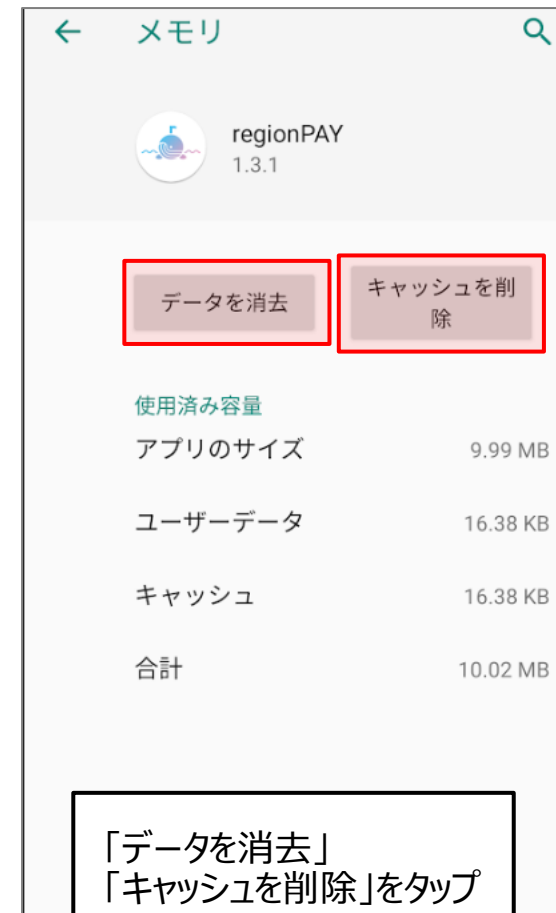 メモリ
regionPAY
1.3.1
データを消去
キャッシュを削
除
使用済み容量
アプリのサイズ 9.99 MB
ユーザーデータ 16.38 KB
キャッシュ 16.38 KB
合計 10.02 MB
「データを消去」
「キャッシュを削除」をタップ